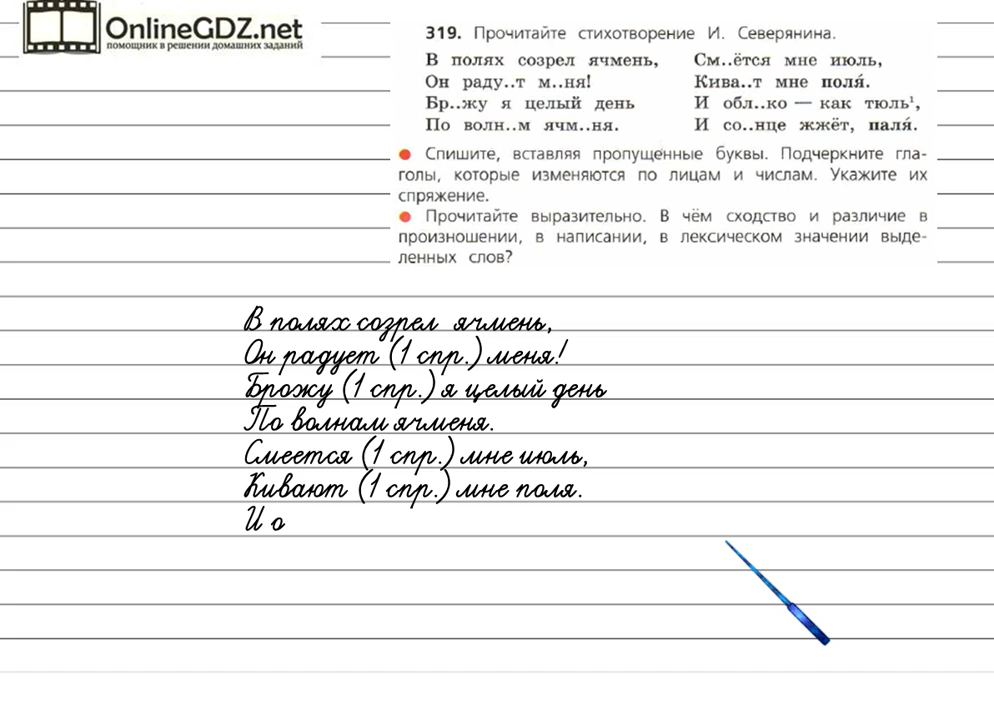 OnlineGDZ.net
помощник в решении домашних заданий
319. Прочитайте стихотворение И. Северянина.
В полях созрел ячмень,
Он раду..т м..ня!
Бр..жу я целый день
По волн..м ячм..ня.
См..ётся мне июль,
Кива..т мне поля́.
И обл..ко — как тюль¹,
И со..нце жжёт, паля́.
● Спишите, вставляя пропущенные буквы. Подчеркните гла-
голы, которые изменяются по лицам и числам. Укажите их
спряжение.
● Прочитайте выразительно. В чём сходство и различие в
произношении, в написании, в лексическом значении выде-
ленных слов?
В полях созрел ячмень,
Он радует (1 спр.) меня!
Брожу (1 спр.) я целый день
По волнам ячменя.
Смеется (1 спр.) мне июль,
Кивают (1 спр.) мне поля.
И о